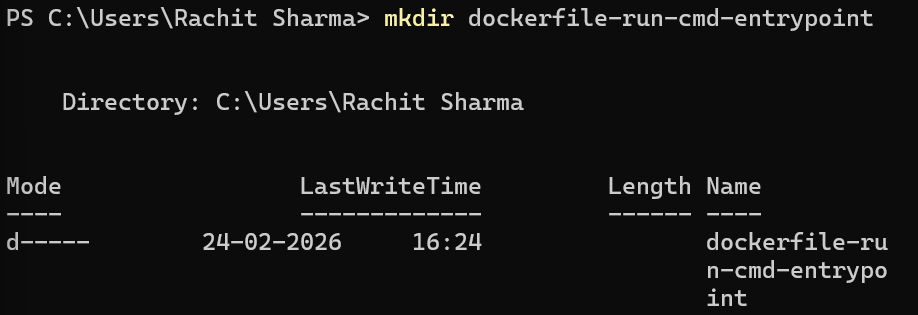 PS C:\Users\Rachit Sharma> mkdir dockerfile-run-cmd-entrypoint
Directory: C:\Users\Rachit Sharma
Mode LastWriteTime Length Name
---- ------------- ------ ----
d----- 24-02-2026 16:24 dockerfile-ru
n-cmd-entrypo
int